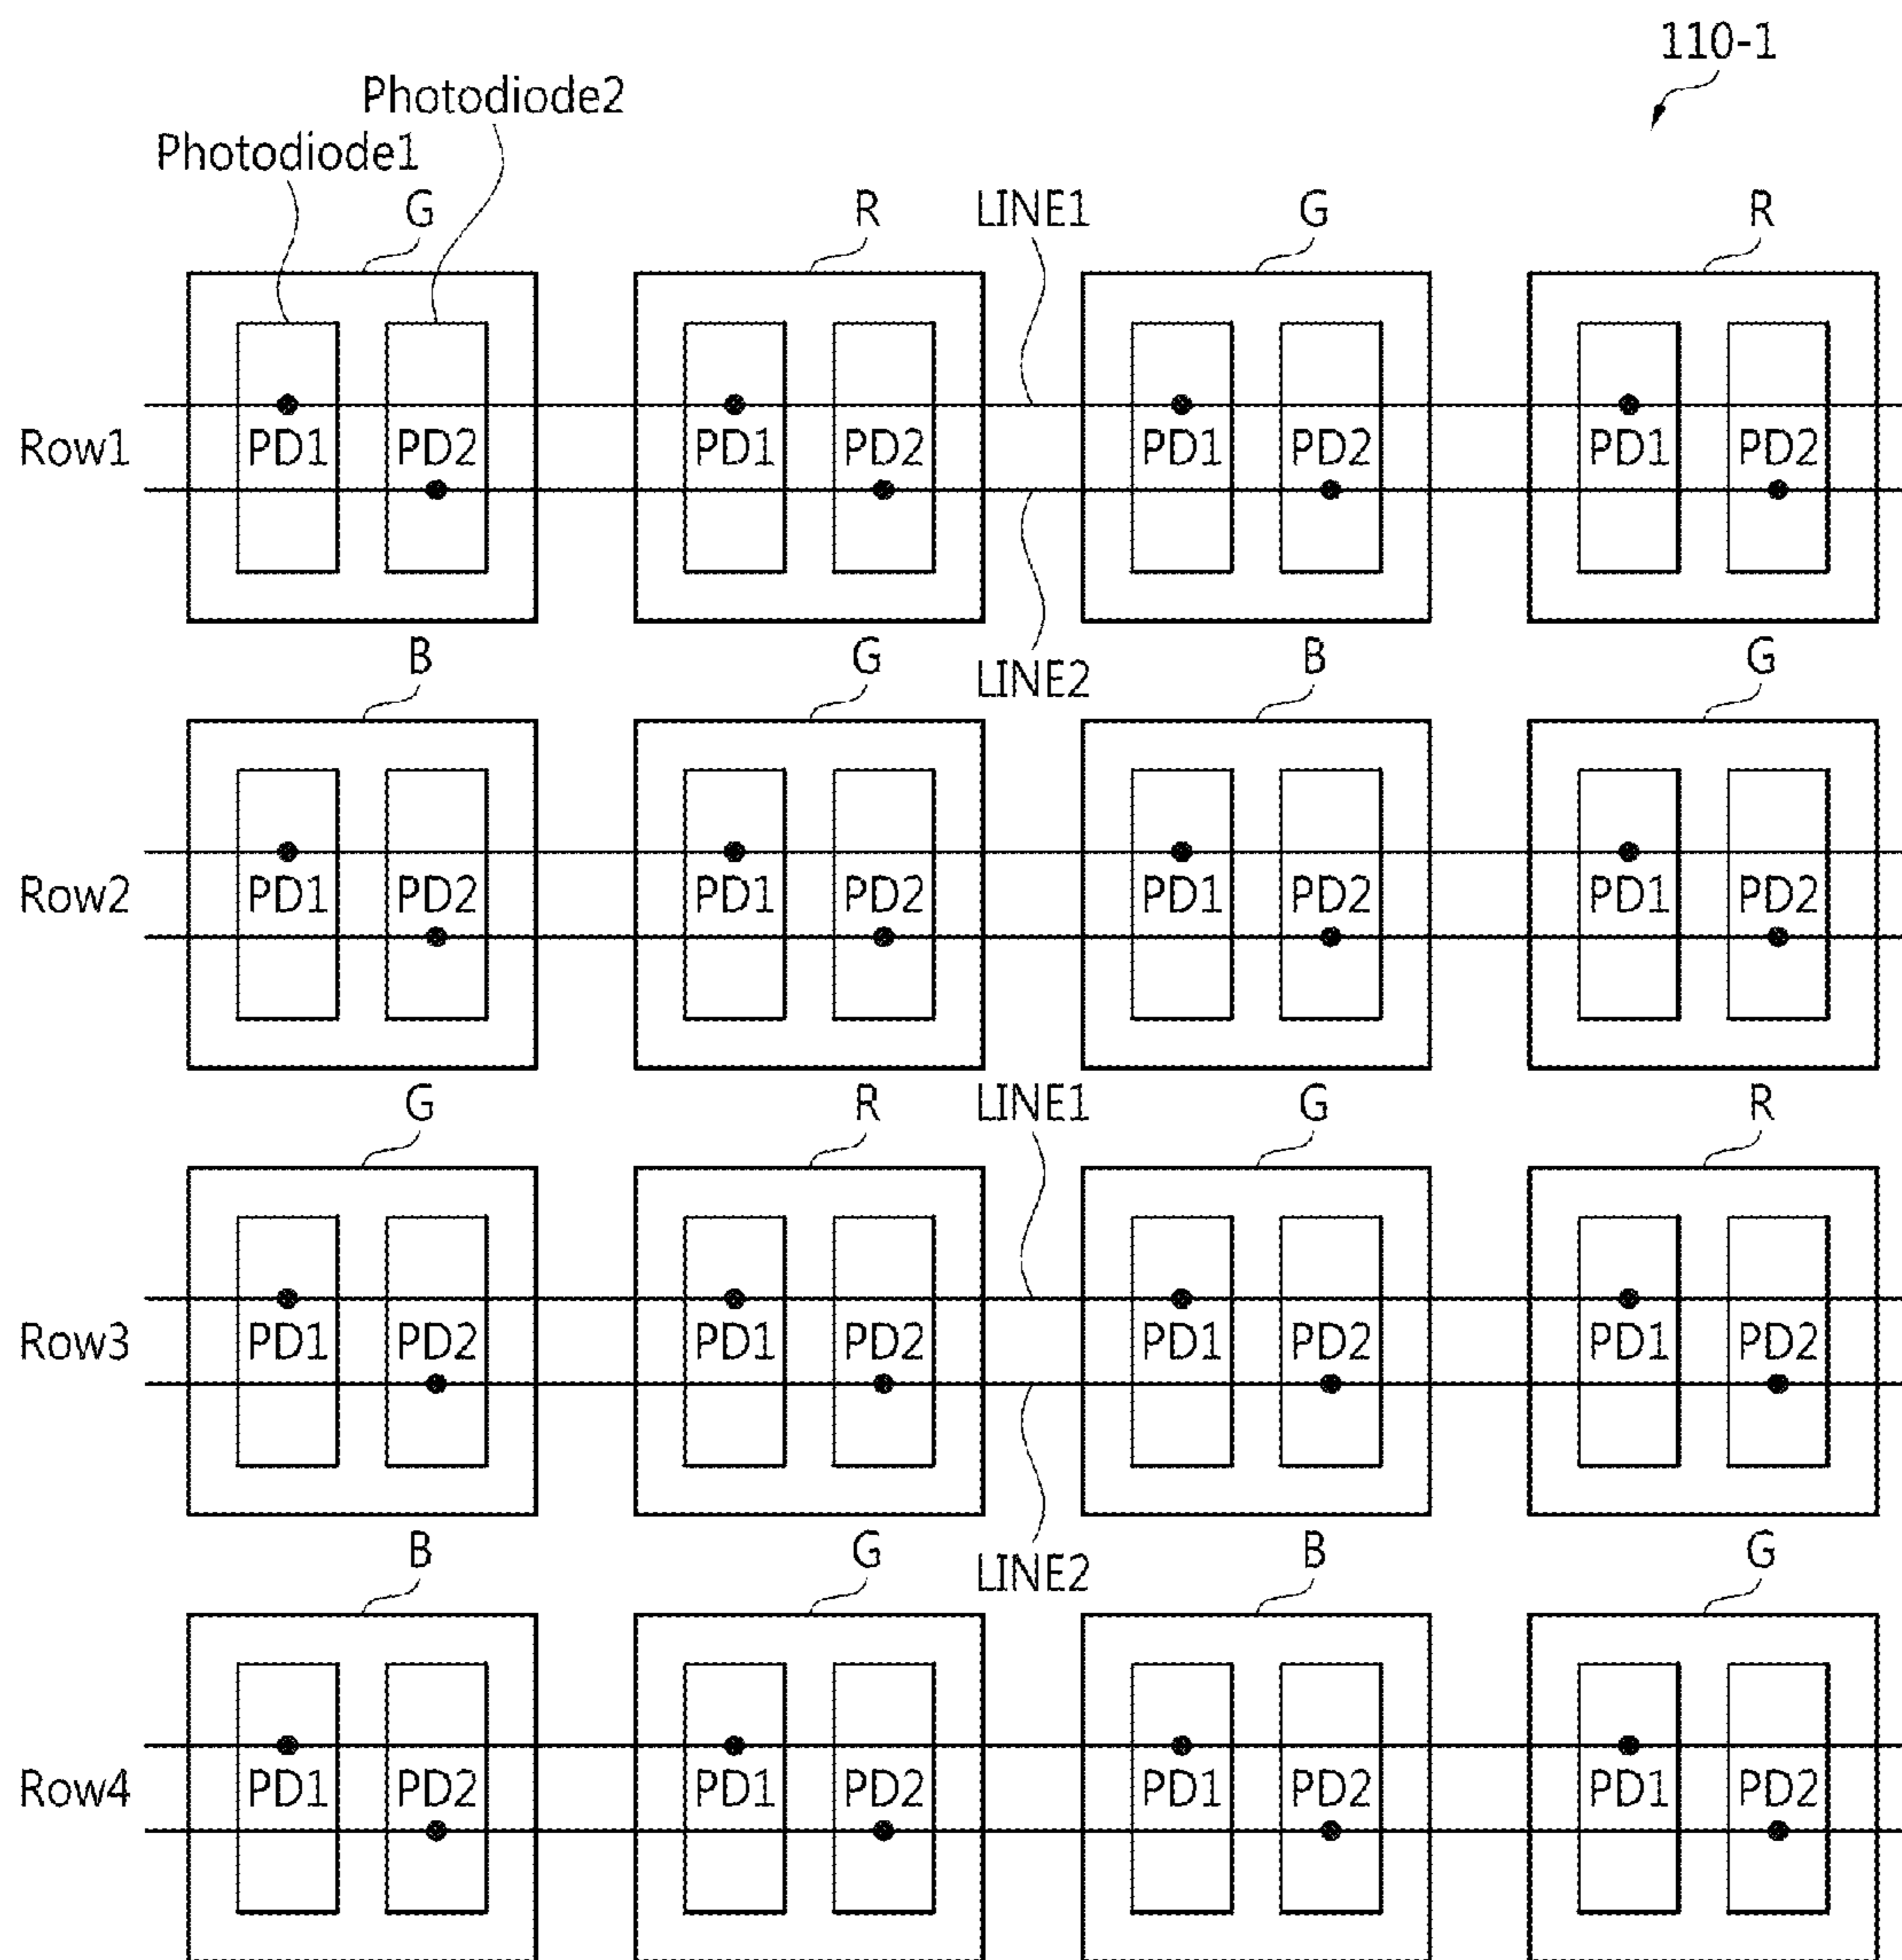 110-1
Photodiode2
Photodiode1
G R LINE1 G R
Row1 PD1 PD2 PD1 PD2 PD1 PD2 PD1 PD2
B G LINE2 B G
Row2 PD1 PD2 PD1 PD2 PD1 PD2 PD1 PD2
G R LINE1 G R
Row3 PD1 PD2 PD1 PD2 PD1 PD2 PD1 PD2
B G LINE2 B G
Row4 PD1 PD2 PD1 PD2 PD1 PD2 PD1 PD2